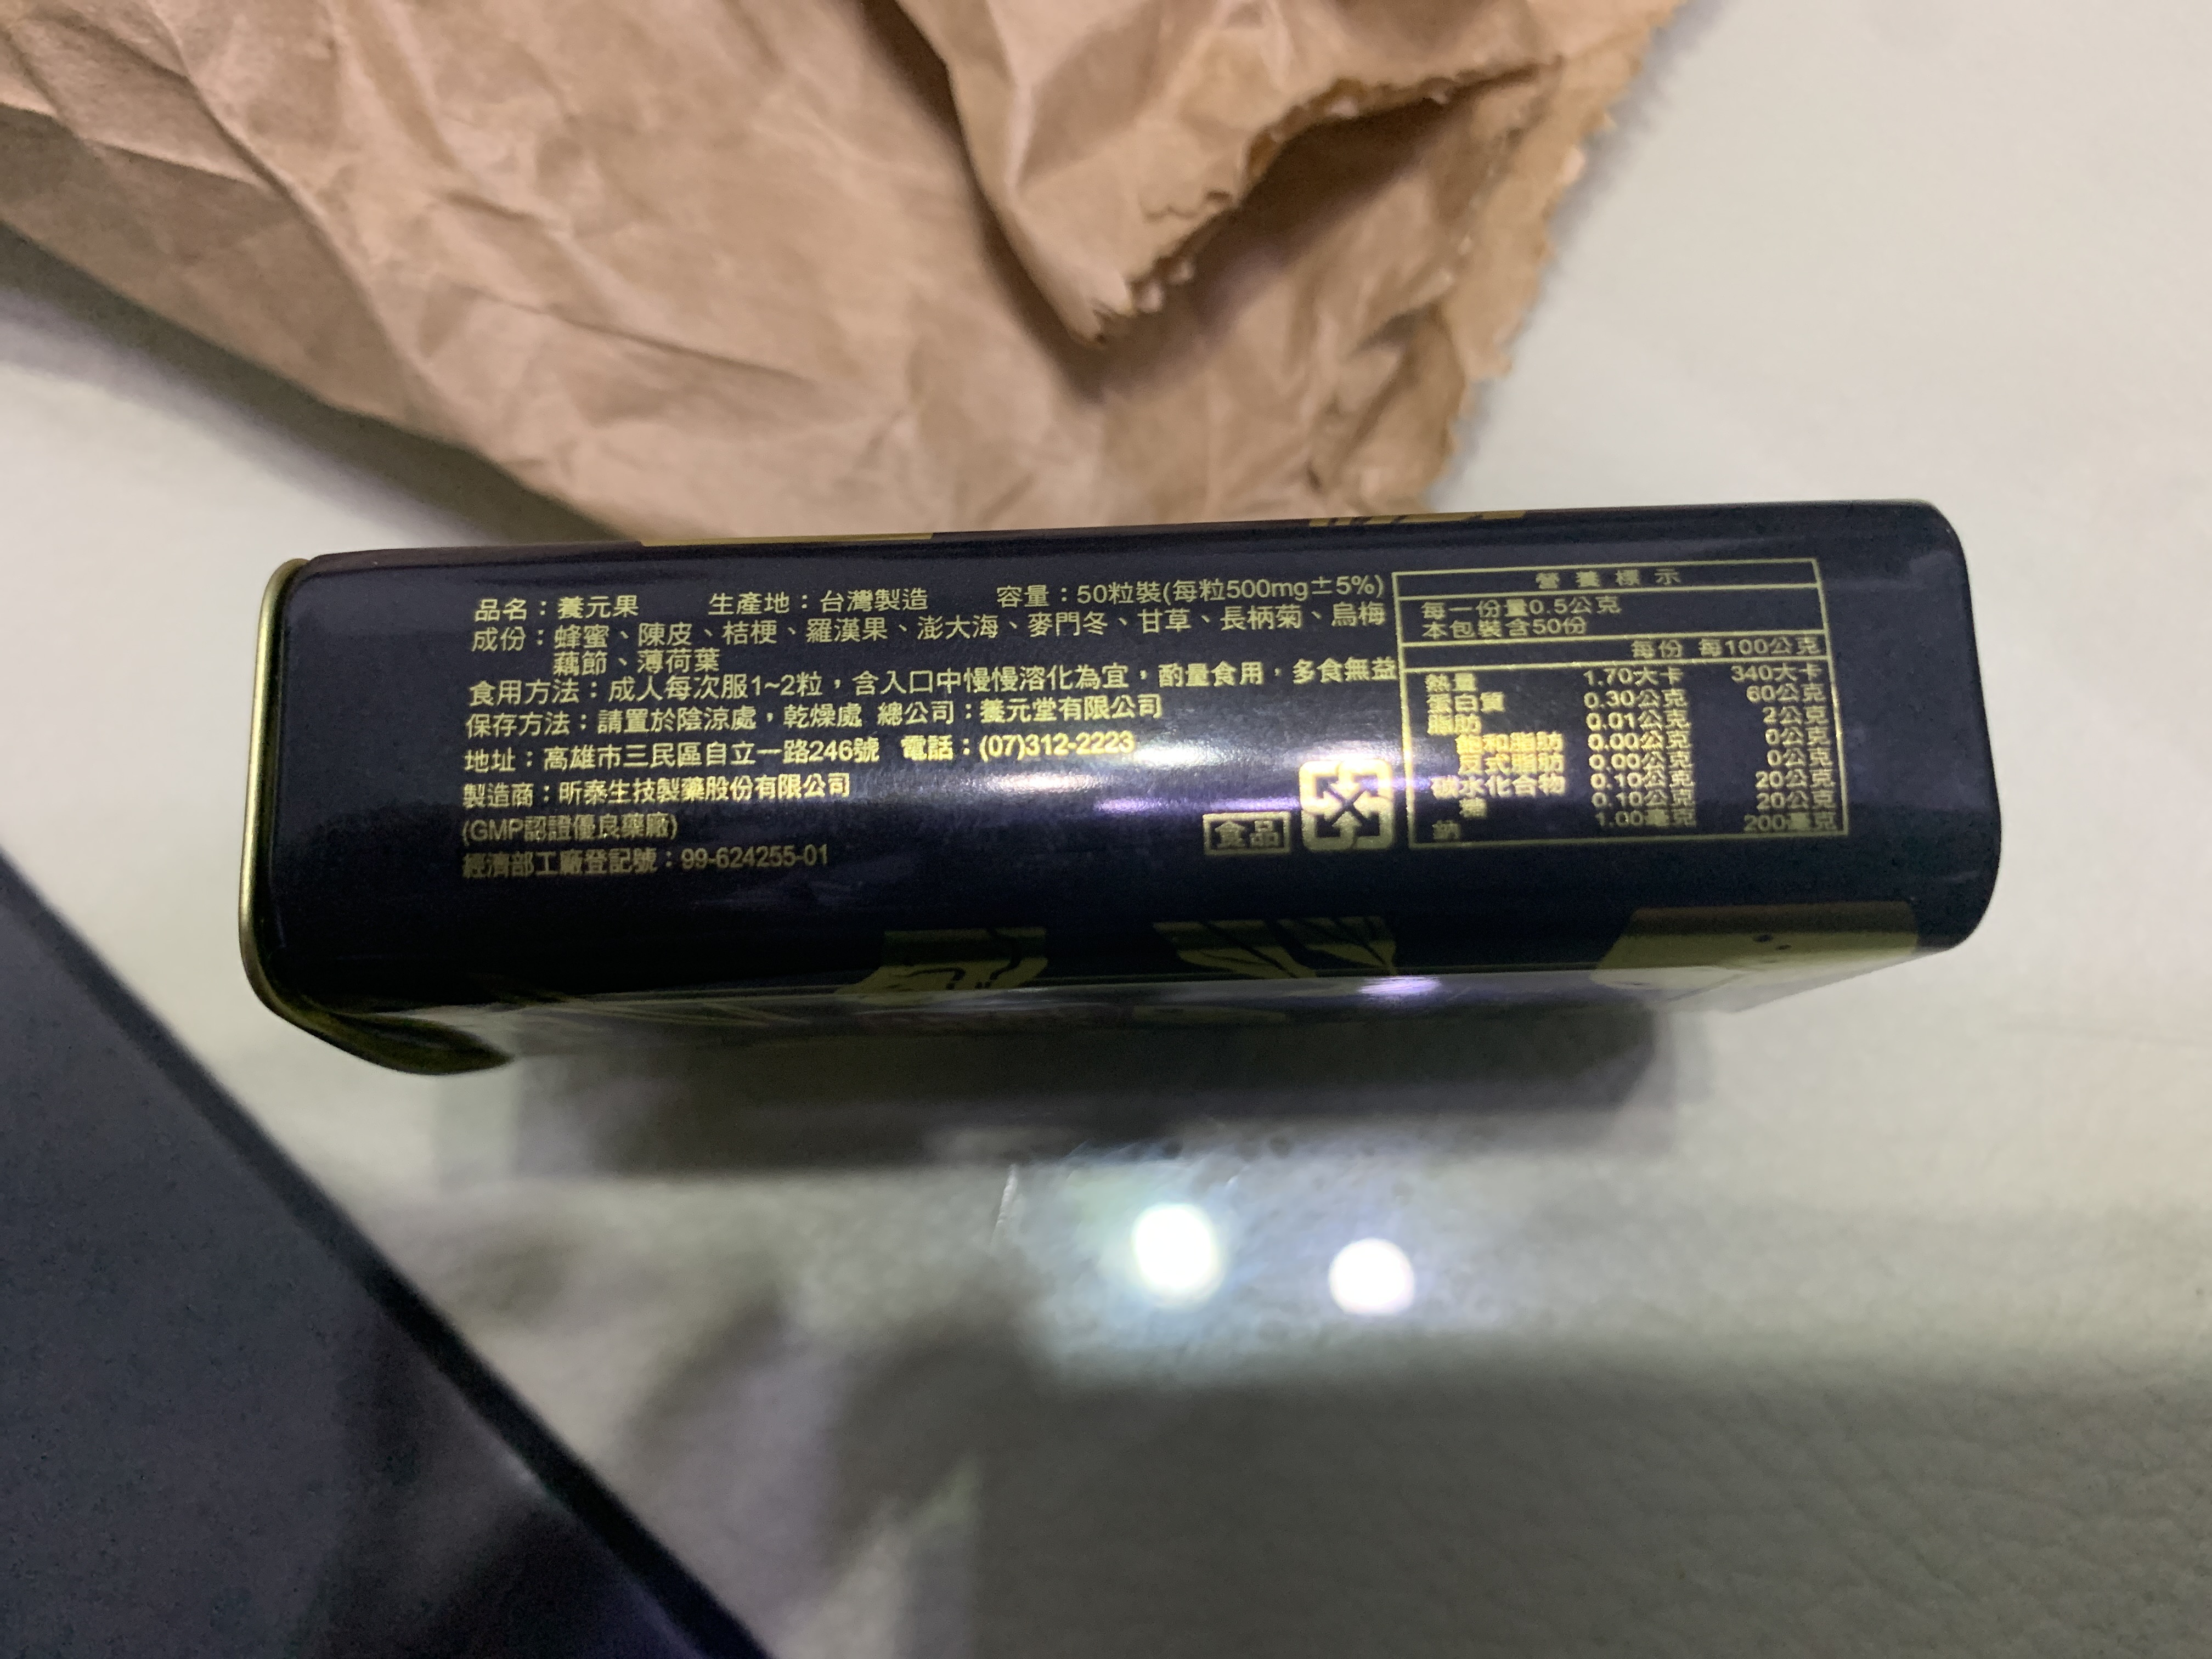 品名：養元果 生產地：台灣製造 容量：50粒裝(每粒500mg±5%)
成份：蜂蜜、陳皮、桔梗、羅漢果、澎大海、麥門冬、甘草、長柄菊、烏梅
藕節、薄荷葉
食用方法：成人每次服1~2粒，含入口中慢慢溶化為宜，酌量食用，多食無益
保存方法：請置於陰涼處，乾燥處 總公司：養元堂有限公司
地址：高雄市三民區自立一路246號 電話：(07)312-2223
製造商：昕泰生技製藥股份有限公司
(GMP認證優良藥廠)
經濟部工廠登記號：99-624255-01
食品
營養標示
每一份量0.5公克
本包裝含50份
每份 每100公克
熱量 1.70大卡 340大卡
蛋白質 0.30公克 60公克
脂肪 0.01公克 2公克
飽和脂肪 0.00公克 0公克
反式脂肪 0.00公克 0公克
碳水化合物 0.10公克 20公克
糖 0.10公克 20公克
鈉 1.00毫克 200毫克